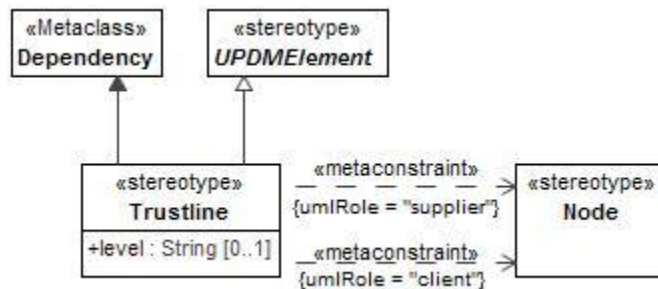 «Metaclass»
Dependency
«stereotype»
UPDMElement
«stereotype»
Trustline
+level : String [0..1]
«metaconstraint»
{umlRole = "supplier"}
«metaconstraint»
{umlRole = "client"}
«stereotype»
Node